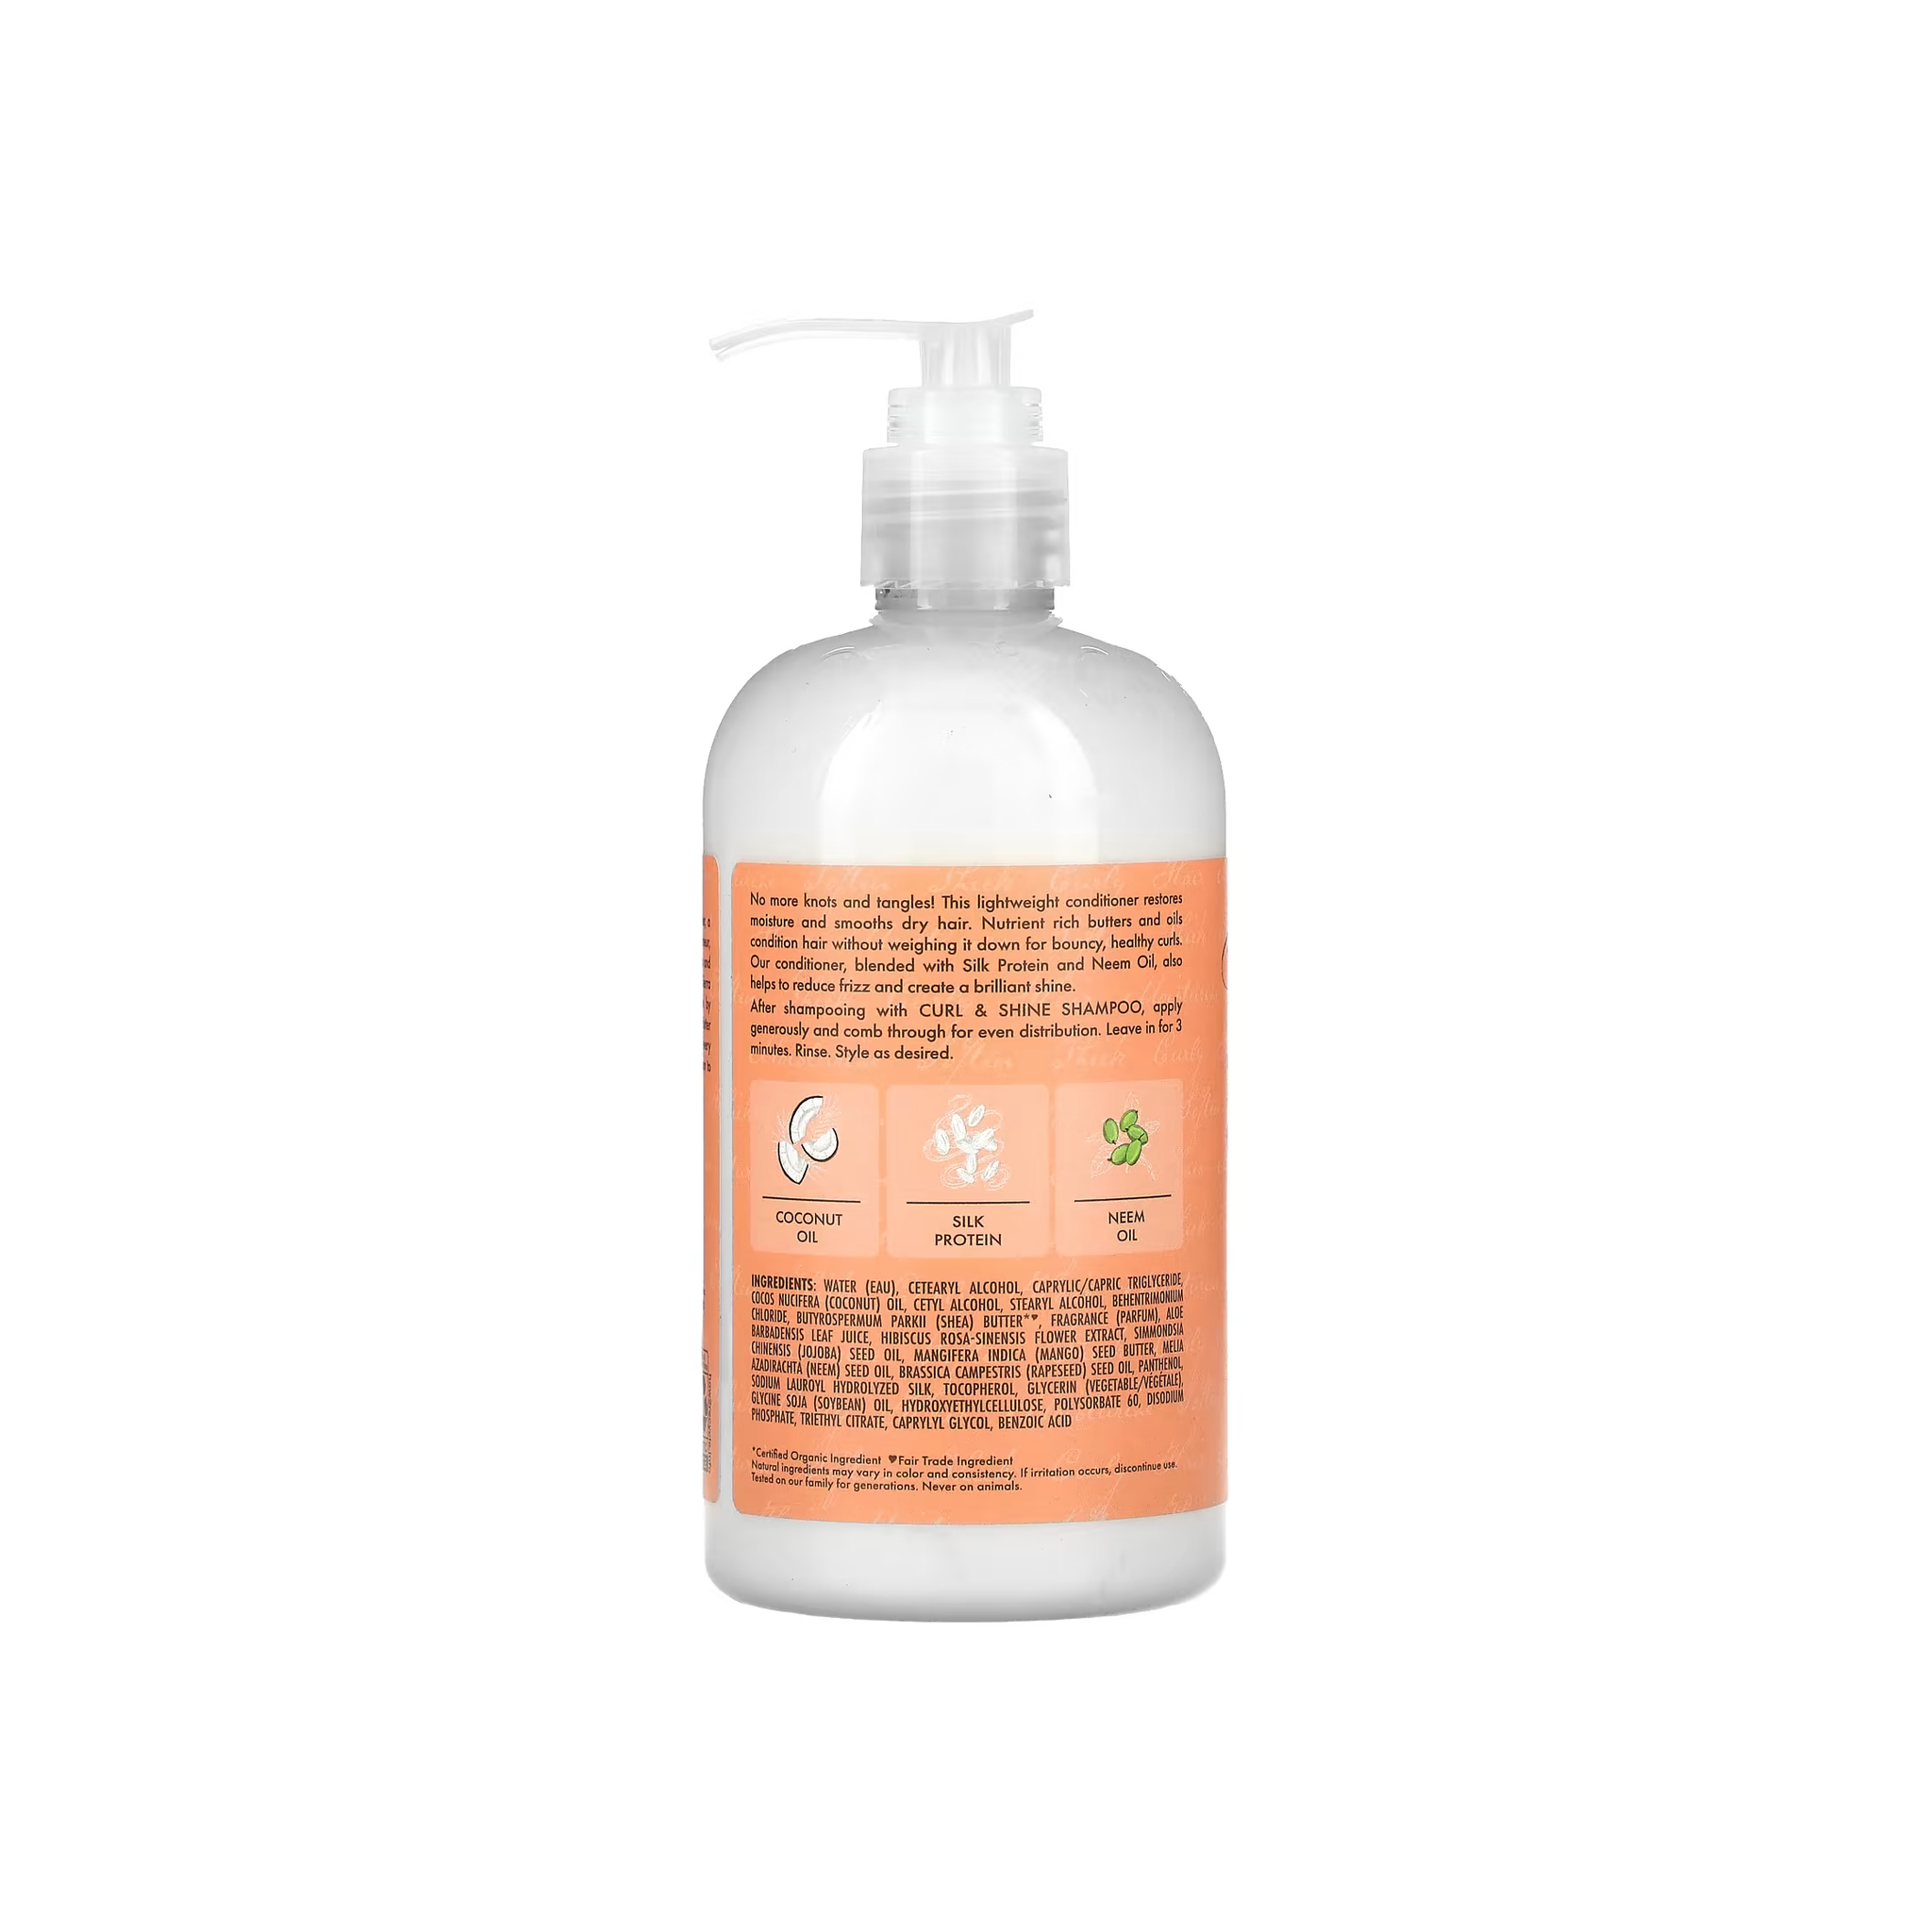 No more knots and tangles! This lightweight conditioner restores
moisture and smooths dry hair. Nutrient rich butters and oils
condition hair without weighing it down for bouncy, healthy curls.
Our conditioner, blended with Silk Protein and Neem Oil, also
helps to reduce frizz and create a brilliant shine.
After shampooing with CURL & SHINE SHAMPOO, apply
generously and comb through for even distribution. Leave in for 3
minutes. Rinse. Style as desired.
COCONUT
OIL
SILK
PROTEIN
NEEM
OIL
INGREDIENTS: WATER (EAU), CETEARYL ALCOHOL, CAPRYLIC/CAPRIC TRIGLYCERIDE,
COCOS NUCIFERA (COCONUT) OIL, CETYL ALCOHOL, STEARYL ALCOHOL, BEHENTRIMONIUM
CHLORIDE, BUTYROSPERMUM PARKII (SHEA) BUTTER*♥, FRAGRANCE (PARFUM), ALOE
BARBADENSIS LEAF JUICE, HIBISCUS ROSA-SINENSIS FLOWER EXTRACT, SIMMONDSIA
CHINENSIS (JOJOBA) SEED OIL, MANGIFERA INDICA (MANGO) SEED BUTTER, MELIA
AZADIRACHTA (NEEM) SEED OIL, BRASSICA CAMPESTRIS (RAPESEED) SEED OIL, PANTHENOL,
SODIUM LAUROYL HYDROLYZED SILK, TOCOPHEROL, GLYCERIN (VEGETABLE/VÉGÉTALE),
GLYCINE SOJA (SOYBEAN) OIL, HYDROXYETHYLCELLULOSE, POLYSORBATE 60, DISODIUM
PHOSPHATE, TRIETHYL CITRATE, CAPRYLYL GLYCOL, BENZOIC ACID
*Certified Organic Ingredient ♥Fair Trade Ingredient
Natural ingredients may vary in color and consistency. If irritation occurs, discontinue use.
Tested on our family for generations. Never on animals.